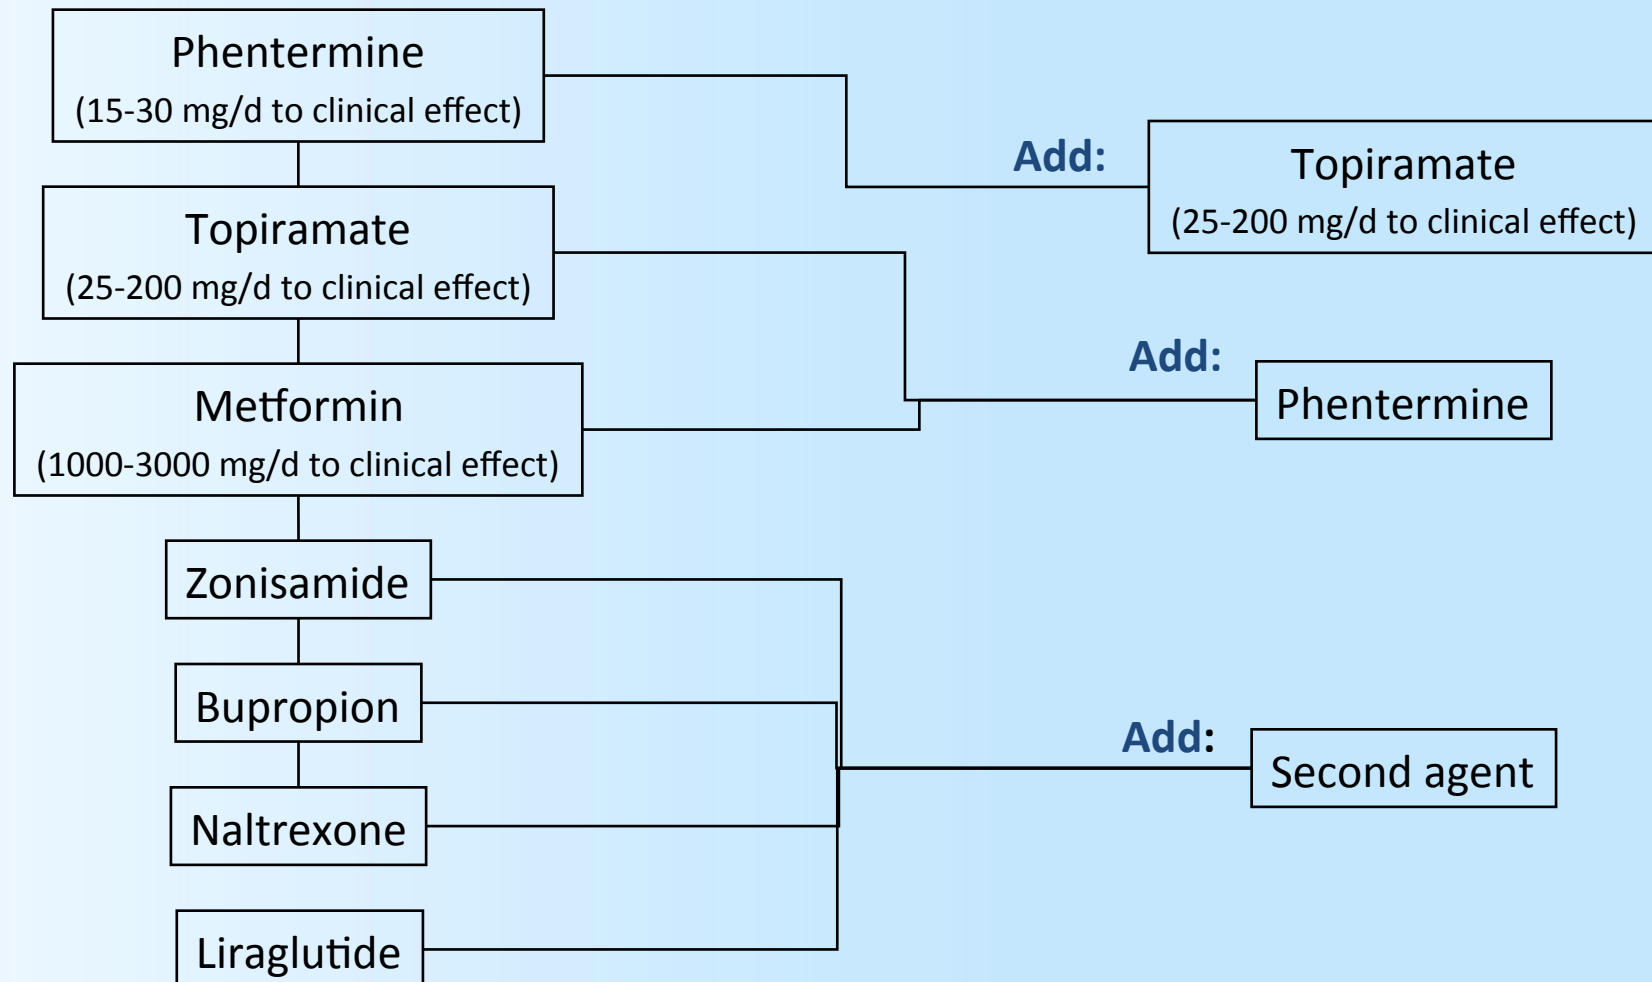 Phentermine
(15-30 mg/d to clinical effect)
Add:
Topiramate
(25-200 mg/d to clinical effect)
Topiramate
(25-200 mg/d to clinical effect)
Add:
Phentermine
Metformin
(1000-3000 mg/d to clinical effect)
Zonisamide
Bupropion
Add:
Second agent
Naltrexone
Liraglutide